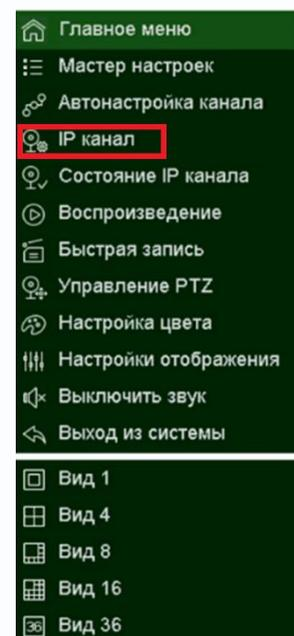 Главное меню
Мастер настроек
Автонастройка канала
IP канал
Состояние IP канала
Воспроизведение
Быстрая запись
Управление PTZ
Настройка цвета
Настройки отображения
Выключить звук
Выход из системы
Вид 1
Вид 4
Вид 8
Вид 16
36 Вид 36